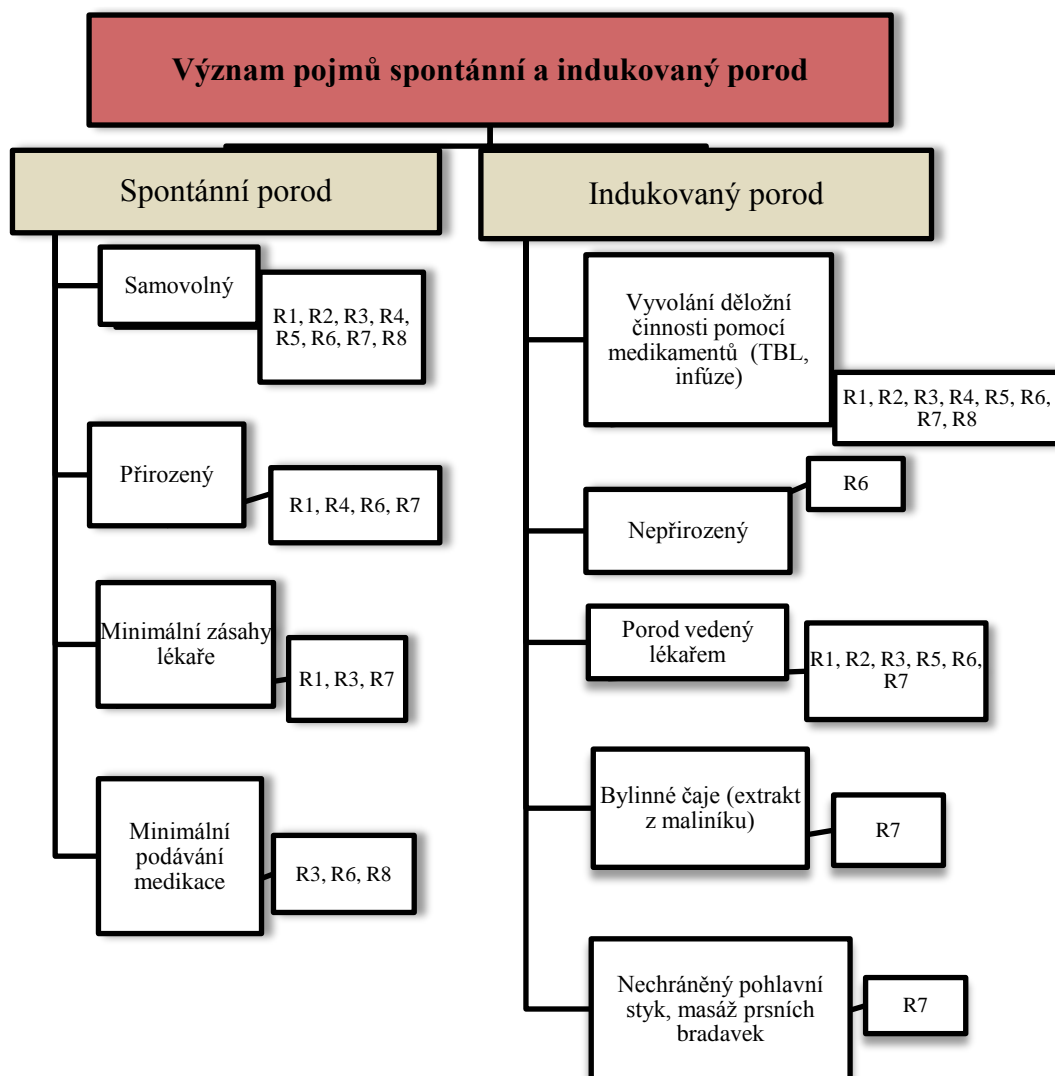 Význam pojmů spontánní a indukovaný porod
Spontánní porod
Samovolný
R1, R2, R3, R4,
R5, R6, R7, R8
Přirozený
R1, R4, R6, R7
Minimální zásahy
lékaře
R1, R3, R7
Minimální
podávání
medikace
R3, R6, R8
Indukovaný porod
Vyvolání děložní
činnosti pomocí
medikamentů (TBL,
infúze)
R1, R2, R3, R4, R5, R6,
R7, R8
Nepřirozený
R6
Porod vedený
lékařem
R1, R2, R3, R5, R6,
R7
Bylinné čaje (extrakt
z maliníku)
R7
Nechráněný pohlavní
styk, masáž prsních
bradavek
R7